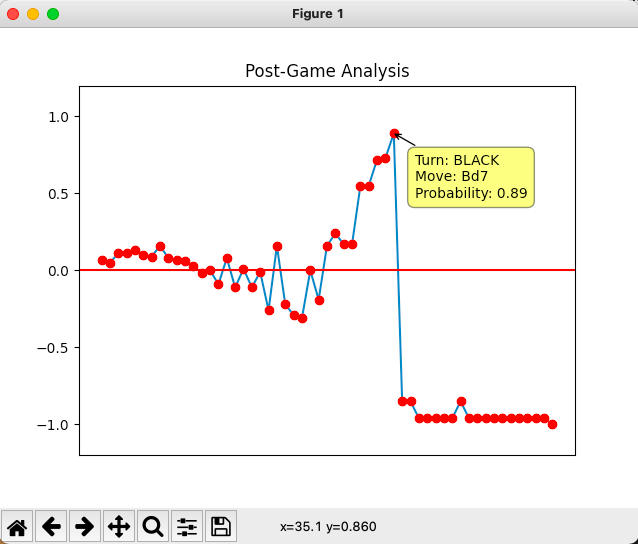 Figure 1
Post-Game Analysis
1.0
0.5
0.0
−0.5
−1.0
Turn: BLACK
Move: Bd7
Probability: 0.89
x=35.1 y=0.860